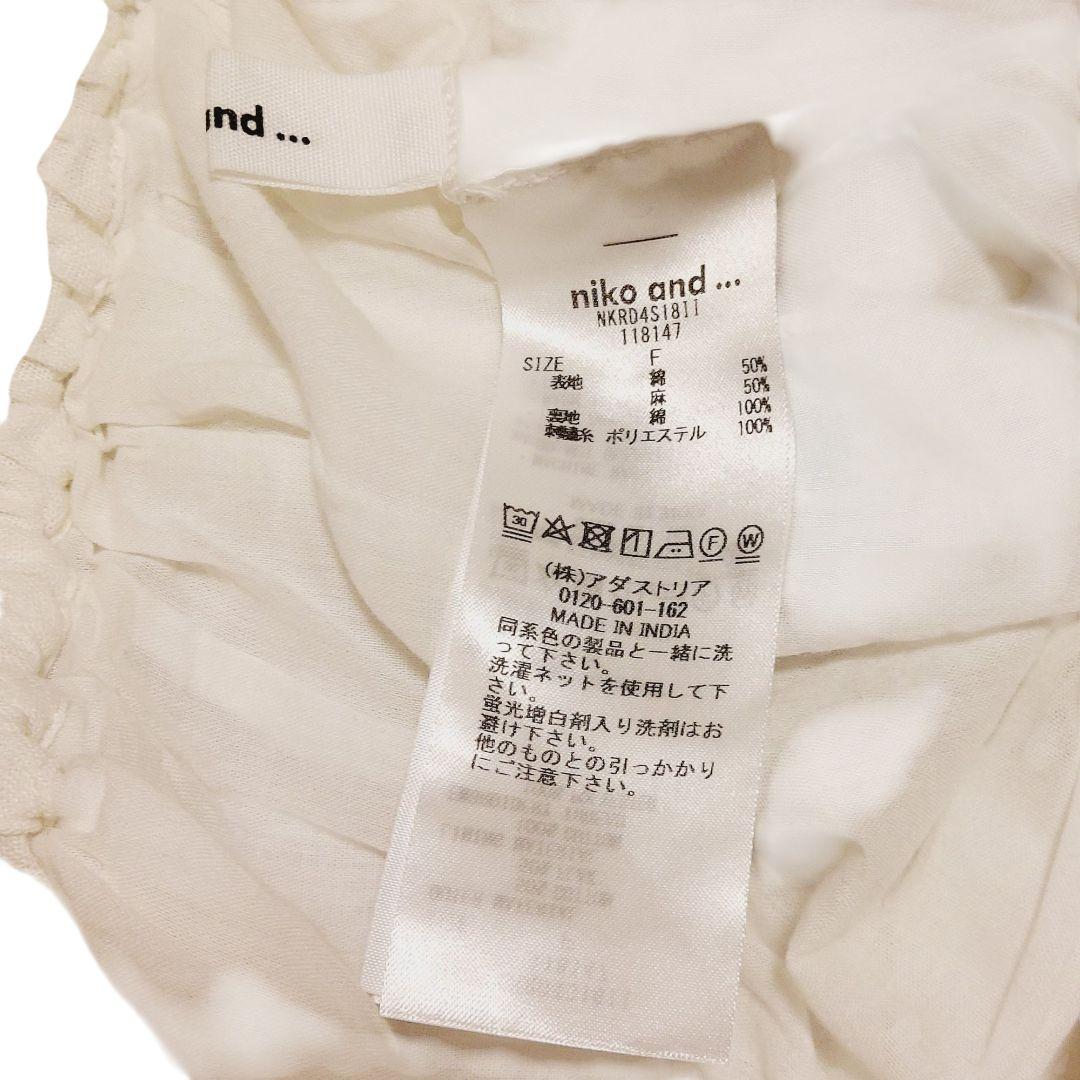 and ...
niko and ...
NKRD4S1811
118147
SIZE F
表地 綿 50%
麻 50%
裏地 綿 100%
刺繍糸 ポリエステル 100%
30
F
W
(株)アダストリア
0120-601-162
MADE IN INDIA
同系色の製品と一緒に洗
って下さい。
洗濯ネットを使用して下
さい。
蛍光増白剤入り洗剤はお
避け下さい。
他のものとの引っかかり
にご注意下さい。